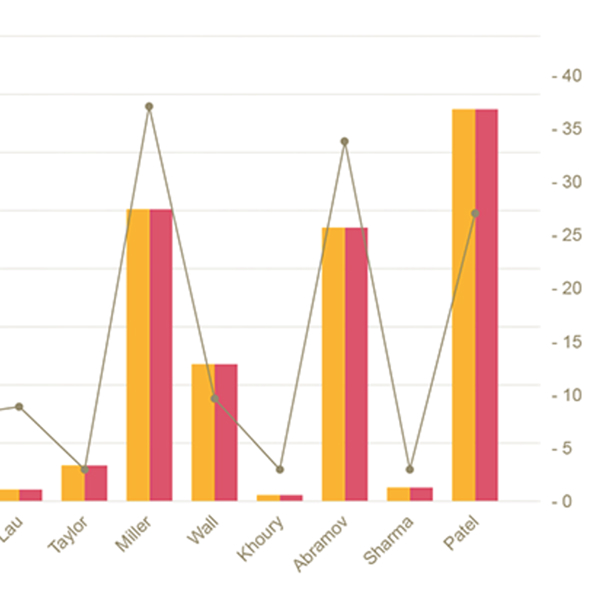 - 40
- 35
- 30
- 25
- 20
- 15
- 10
- 5
- 0
Lau
Taylor
Miller
Wall
Khoury
Abramov
Sharma
Patel